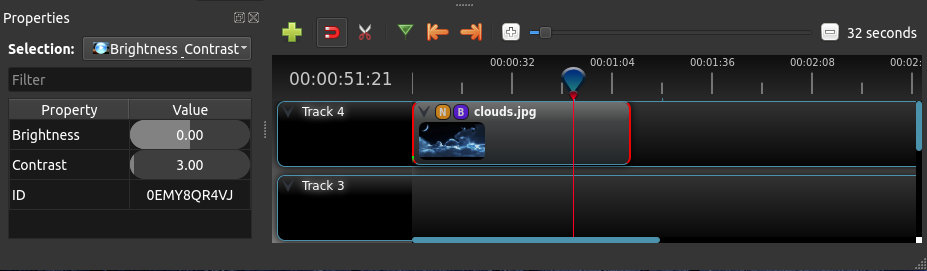 Properties
Selection: Brightness_Contrast
Filter
Property Value
Brightness 0.00
Contrast 3.00
ID 0EMY8QR4VJ
32 seconds
00:00:51:21
00:00:32 00:01:04 00:01:36 00:02:08 00:02:
Track 4
N B clouds.jpg
Track 3